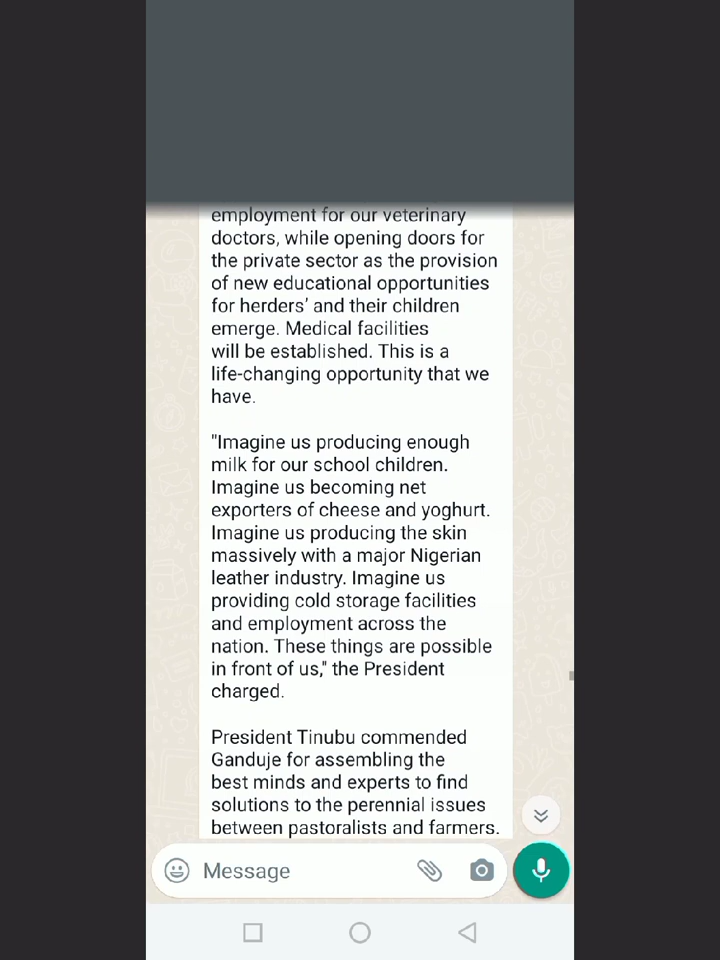 employment for our veterinary
doctors, while opening doors for
the private sector as the provision
of new educational opportunities
for herders’ and their children
emerge. Medical facilities
will be established. This is a
life-changing opportunity that we
have.
"Imagine us producing enough
milk for our school children.
Imagine us becoming net
exporters of cheese and yoghurt.
Imagine us producing the skin
massively with a major Nigerian
leather industry. Imagine us
providing cold storage facilities
and employment across the
nation. These things are possible
in front of us," the President
charged.
President Tinubu commended
Ganduje for assembling the
best minds and experts to find
solutions to the perennial issues
between pastoralists and farmers.
Message